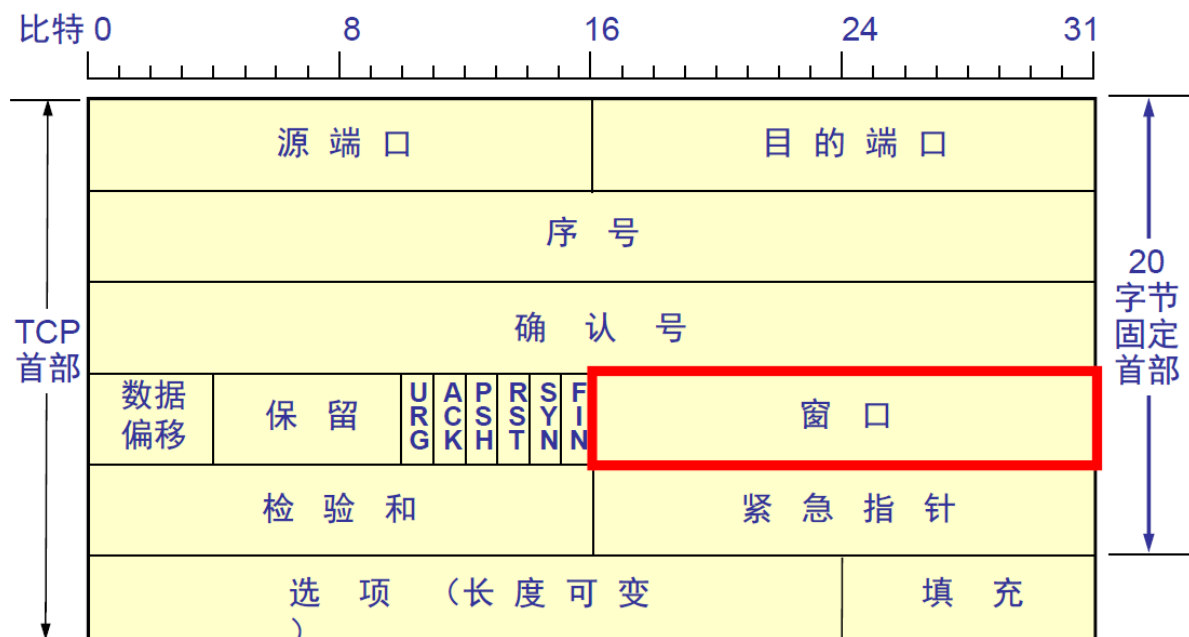 比特 0 8 16 24 31
源 端 口 目 的 端 口
序 号
确 认 号
TCP
首部
20
字节
固定
首部
数据
偏移
保 留
URG
ACK
PSH
RST
SYN
FIN
窗 口
检 验 和 紧 急 指 针
选 项 （长 度 可 变
） 填 充